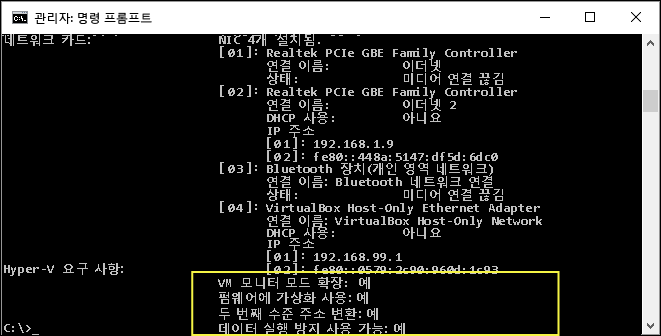 관리자: 명령 프롬프트
네트워크 카드: NIC 4개 설치됨.
[01]: Realtek PCIe GBE Family Controller
연결 이름: 이더넷
상태: 미디어 연결 끊김
[02]: Realtek PCIe GBE Family Controller
연결 이름: 이더넷 2
DHCP 사용: 아니요
IP 주소
[01]: 192.168.1.9
[02]: fe80::448a:5147:df5d:6dc0
[03]: Bluetooth 장치(개인 영역 네트워크)
연결 이름: Bluetooth 네트워크 연결
상태: 미디어 연결 끊김
[04]: VirtualBox Host-Only Ethernet Adapter
연결 이름: VirtualBox Host-Only Network
DHCP 사용: 아니요
IP 주소
[01]: 192.168.99.1
[02]: fe80::0579:2c90:960d:1c93
Hyper-V 요구 사항:
VM 모니터 모드 확장: 예
펌웨어에 가상화 사용: 예
두 번째 수준 주소 변환: 예
데이터 실행 방지 사용 가능: 예
C:\>_